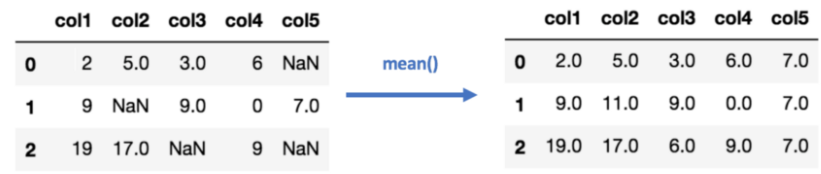 col1 col2 col3 col4 col5
0 2 5.0 3.0 6 NaN
1 9 NaN 9.0 0 7.0
2 19 17.0 NaN 9 NaN
mean()
col1 col2 col3 col4 col5
0 2.0 5.0 3.0 6.0 7.0
1 9.0 11.0 9.0 0.0 7.0
2 19.0 17.0 6.0 9.0 7.0